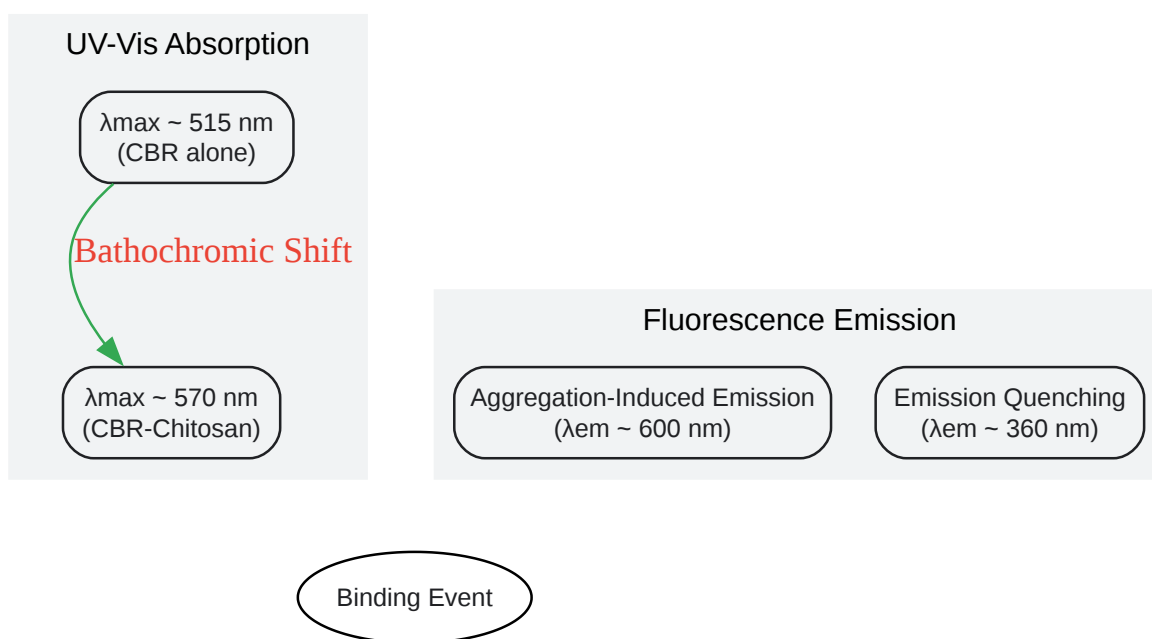 UV-Vis Absorption
λmax ~ 515 nm
(CBR alone)
Bathochromic Shift
λmax ~ 570 nm
(CBR-Chitosan)
Fluorescence Emission
Aggregation-Induced Emission
(λem ~ 600 nm)
Emission Quenching
(λem ~ 360 nm)
Binding Event